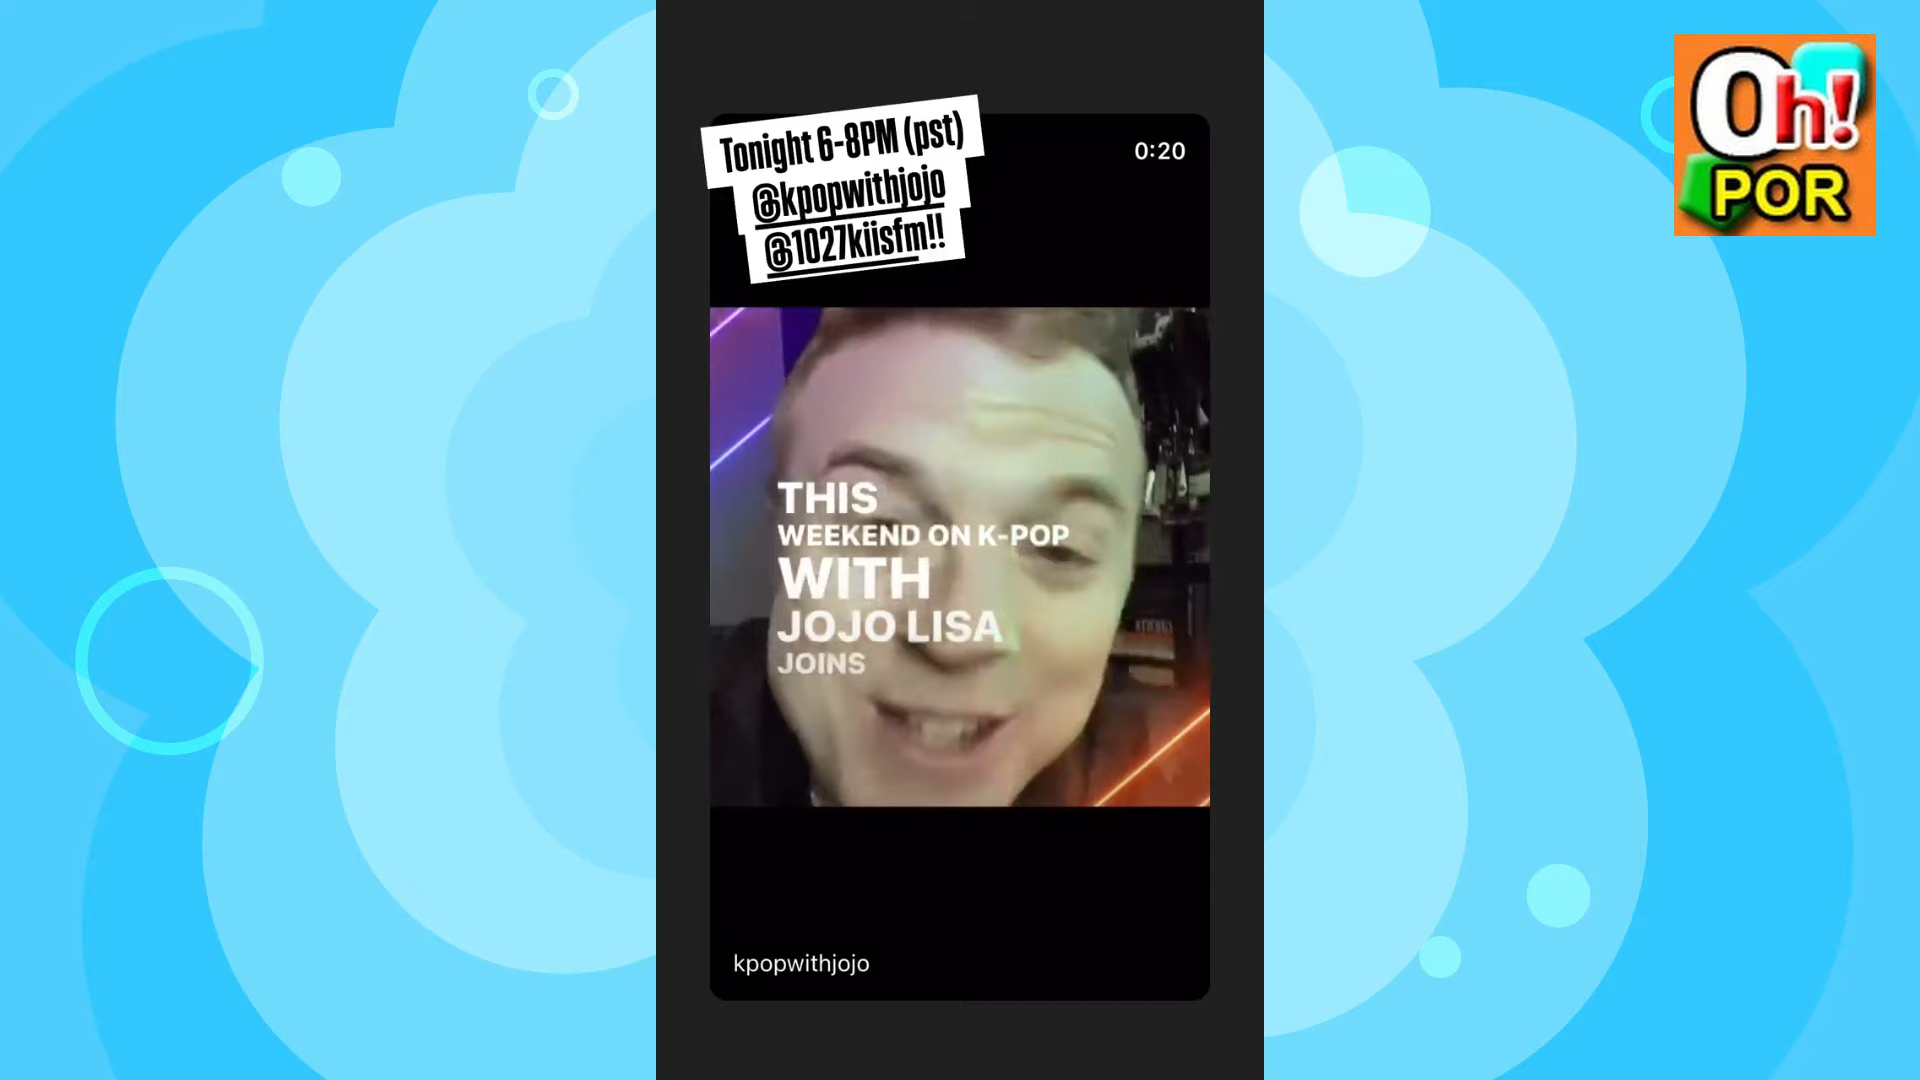 Tonight 6-8PM (pst)
@kpopwithjojo
@1027kiisfm!!
0:20
Oh!
POR
THIS
WEEKEND ON K-POP
WITH
JOJO LISA
JOINS
kpopwithjojo